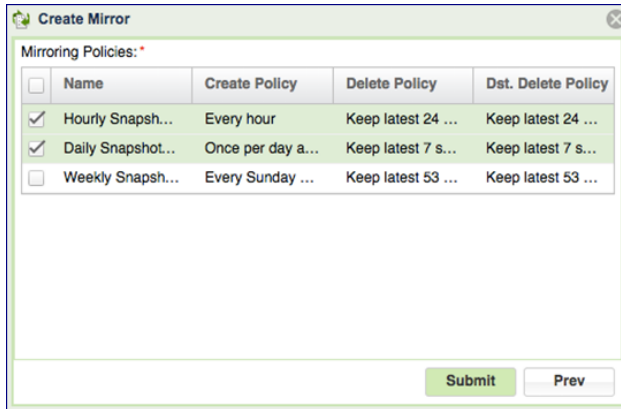 Create Mirror
Mirroring Policies:*
Name Create Policy Delete Policy Dst. Delete Policy
Hourly Snapsh... Every hour Keep latest 24 ... Keep latest 24 ...
Daily Snapshot... Once per day a... Keep latest 7 s... Keep latest 7 s...
Weekly Snapsh... Every Sunday ... Keep latest 53 ... Keep latest 53 ...
Submit Prev